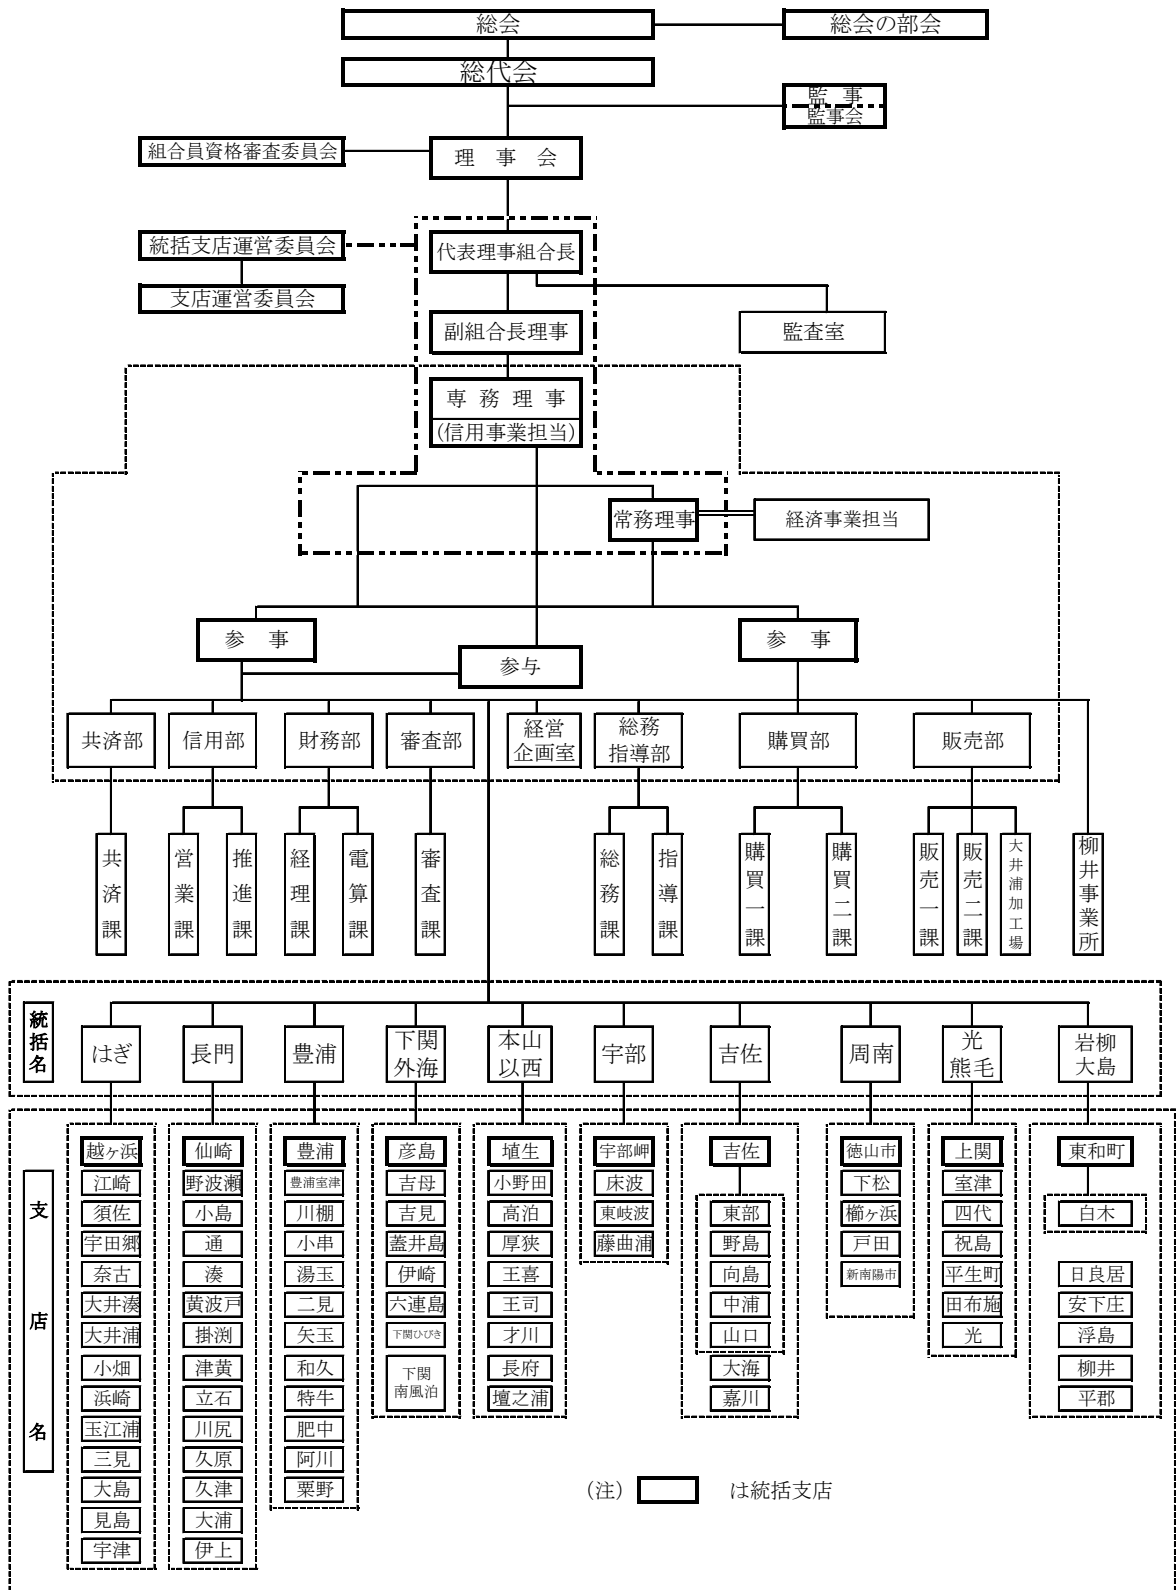 総会
総会の部会
総代会
監 事
監事会
組合員資格審査委員会
理 事 会
統括支店運営委員会
代表理事組合長
支店運営委員会
副組合長理事
監査室
専 務 理 事
(信用事業担当)
常務理事
経済事業担当
参 事
参 事
参与
共済部
信用部
財務部
審査部
経営
企画室
総務
指導部
購買部
販売部
共済課
営業課
推進課
経理課
電算課
審査課
総務課
指導課
購買一課
購買二課
販売一課
販売二課
大井浦加工場
柳井事業所
統括名
はぎ
長門
豊浦
下関
外海
本山
以西
宇部
吉佐
周南
光
熊毛
岩柳
大島
支店名
越ヶ浜
江崎
須佐
宇田郷
奈古
大井湊
大井浦
小畑
浜崎
玉江浦
三見
大島
見島
宇津
仙崎
野波瀬
小島
通
湊
黄波戸
掛渕
津黄
立石
川尻
久原
久津
大浦
伊上
豊浦
豊浦室津
川棚
小串
湯玉
二見
矢玉
和久
特牛
肥中
阿川
粟野
彦島
吉母
吉見
蓋井島
伊崎
六連島
下関ひびき
下関
南風泊
埴生
小野田
高泊
厚狭
王喜
王司
才川
長府
壇之浦
宇部岬
床波
東岐波
藤曲浦
吉佐
東部
野島
向島
中浦
山口
大海
嘉川
徳山市
下松
櫛ヶ浜
戸田
新南陽市
上関
室津
四代
祝島
平生町
田布施
光
東和町
白木
日良居
安下庄
浮島
柳井
平郡
(注) は統括支店